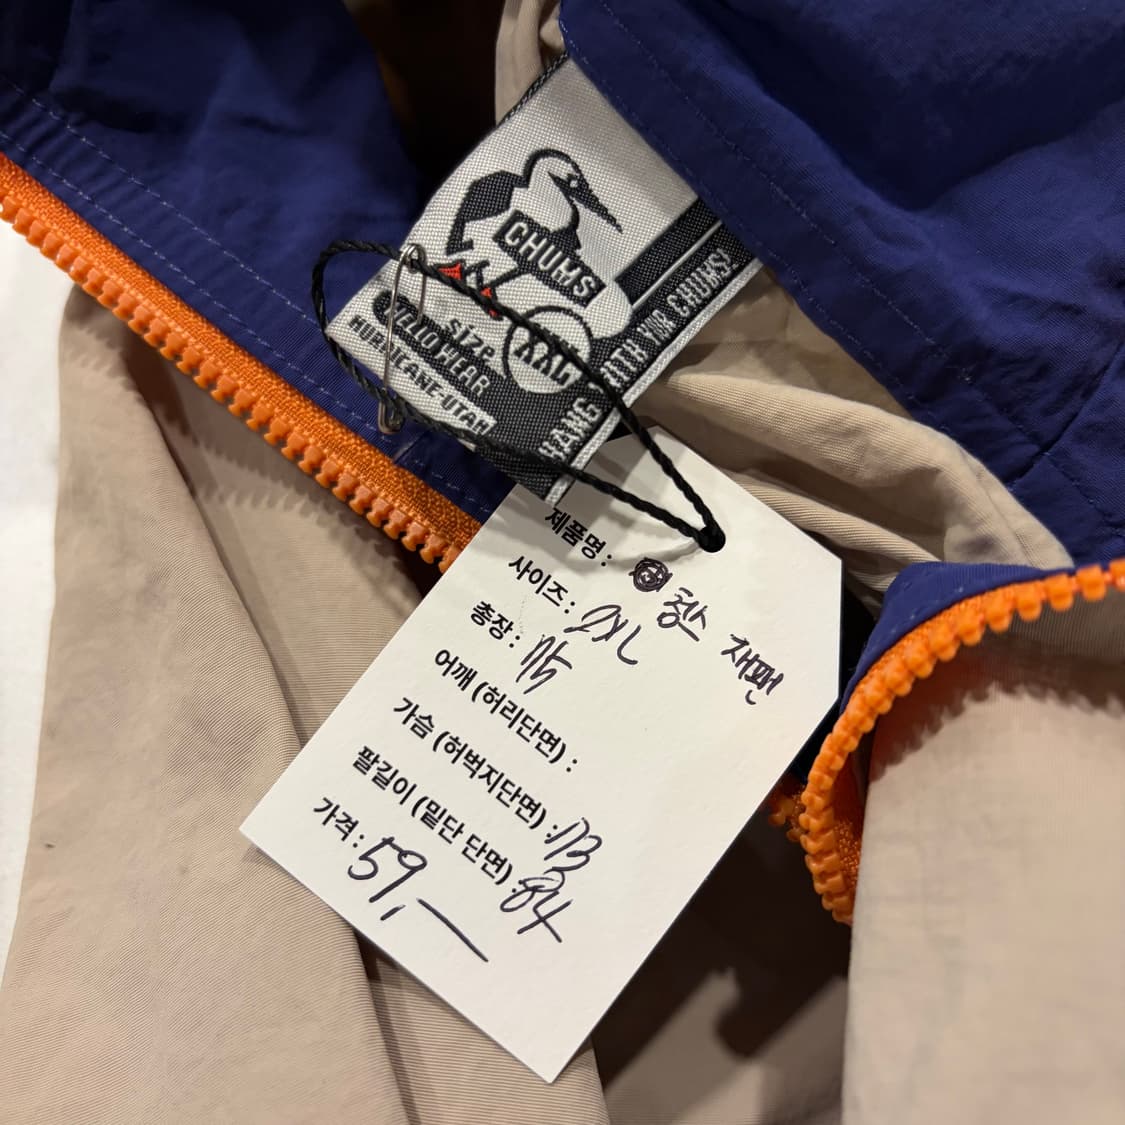 CHUMS
size
XXL
HURRICANE-UTAH
HANG WITH YOUR CHUMS!
제품명 : 첨스 재팬
사이즈 : 2XL
총장 : 75
어깨 (허리단면) :
가슴 (허벅지단면) : 73
팔길이 (밑단 단면) : 84
가격 : 59,—